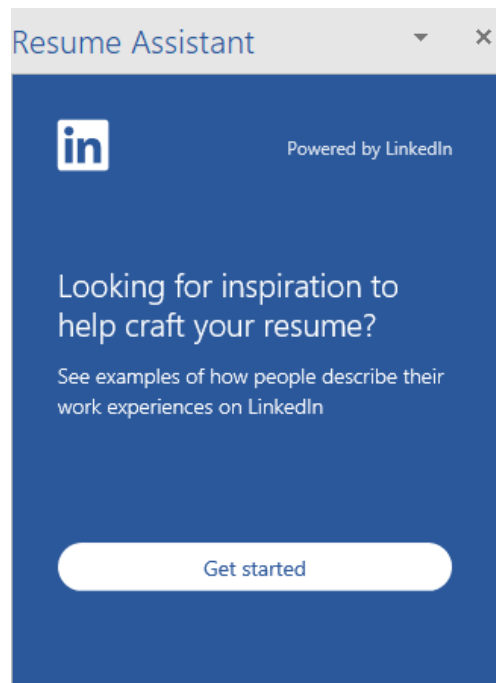 Resume Assistant
in
Powered by LinkedIn
Looking for inspiration to
help craft your resume?
See examples of how people describe their
work experiences on LinkedIn
Get started